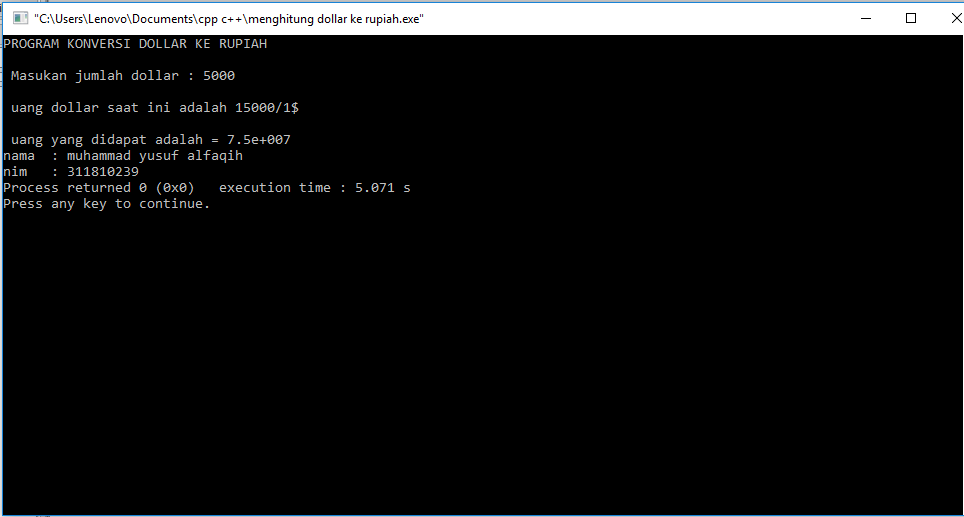 "C:\Users\Lenovo\Documents\cpp c++\menghitung dollar ke rupiah.exe"
PROGRAM KONVERSI DOLLAR KE RUPIAH
Masukan jumlah dollar : 5000
uang dollar saat ini adalah 15000/1$
uang yang didapat adalah = 7.5e+007
nama  : muhammad yusuf alfaqih
nim   : 311810239
Process returned 0 (0x0)   execution time : 5.071 s
Press any key to continue.